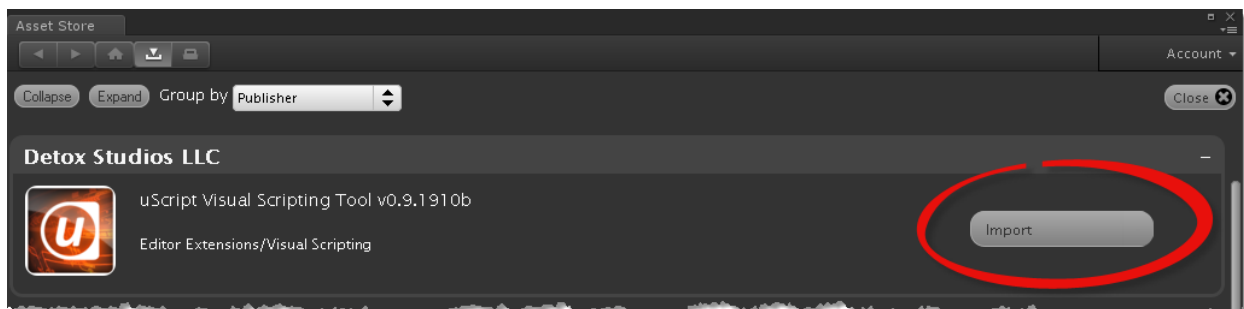 Asset Store
Account
Collapse Expand Group by Publisher Close
Detox Studios LLC
uScript Visual Scripting Tool v0.9.1910b
Import
Editor Extensions/Visual Scripting